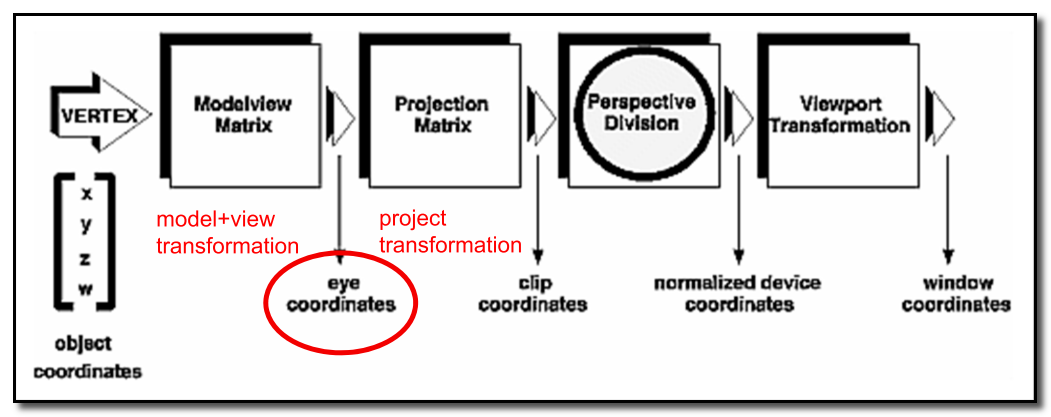 VERTEX
Modelview
Matrix
Projection
Matrix
Perspective
Division
Viewport
Transformation
x
y
z
w
object
coordinates
model+view
transformation
project
transformation
eye
coordinates
clip
coordinates
normalized device
coordinates
window
coordinates